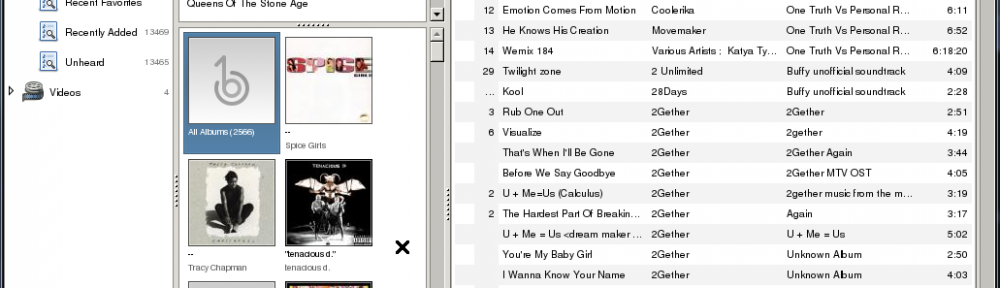 Recent Favorites
Recently Added 13469
Unheard 13465
Videos 4
Queens Of The Stone Age
All Albums (2566)
SPICE
--
Spice Girls
--
Tracy Chapman
TENACIOUS D
"tenacious d."
tenacious d.
12 Emotion Comes From Motion Coolerika One Truth Vs Personal R... 6:11
13 He Knows His Creation Movemaker One Truth Vs Personal R... 6:52
14 Wemix 184 Various Artists ; Katya Ty... One Truth Vs Personal R... 6:18:20
29 Twilight zone 2 Unlimited Buffy unofficial soundtrack 4:09
... Kool 28Days Buffy unofficial soundtrack 2:28
3 Rub One Out 2Gether 2Gether 2:51
6 Visualize 2Gether 2gether 4:19
That's When I'll Be Gone 2Gether 2Gether Again 3:44
Before We Say Goodbye 2Gether 2Gether MTV OST 4:05
2 U + Me=Us (Calculus) 2Gether 2gether music from the m... 3:19
2 The Hardest Part Of Breakin... 2Gether Again 3:17
U + Me = Us <dream maker ... 2Gether U + Me = Us 5:02
You're My Baby Girl 2Gether Unknown Album 2:50
I Wanna Know Your Name 2Gether Unknown Album 4:03